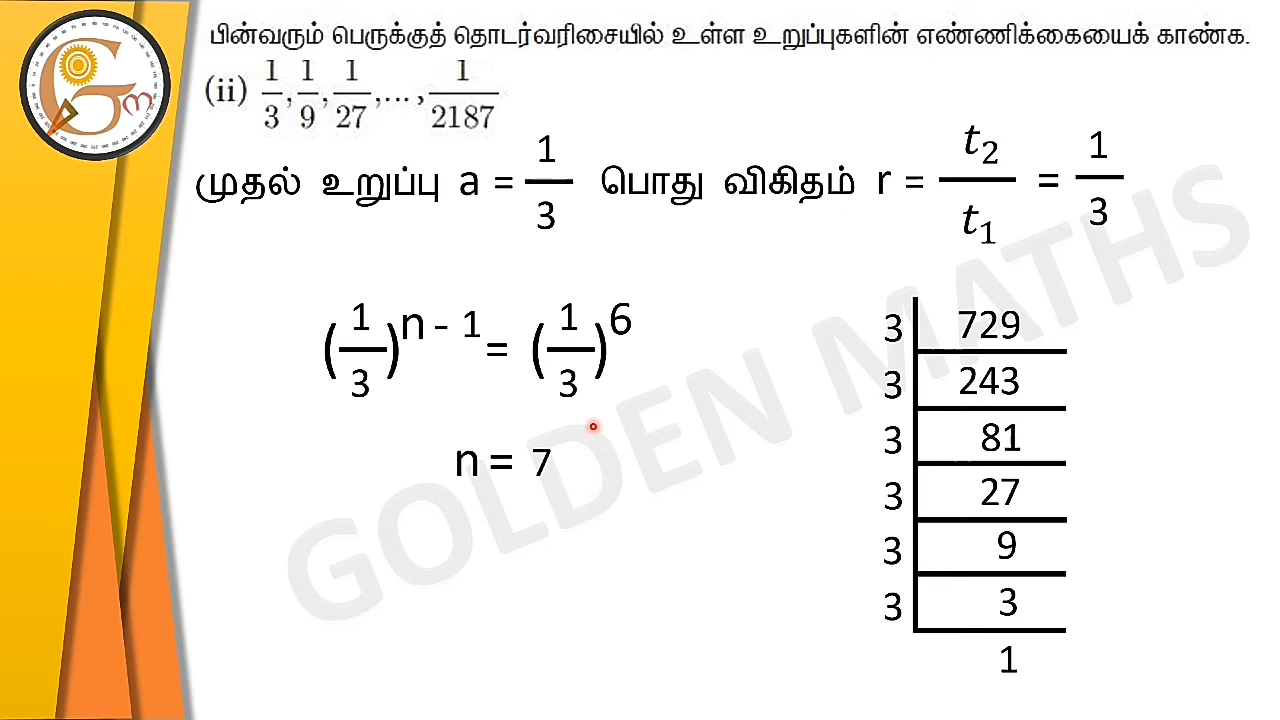 பின்வரும் பெருக்குத் தொடர்வரிசையில் உள்ள உறுப்புகளின் எண்ணிக்கையைக் காண்க.
(ii) 1/3, 1/9, 1/27, ..., 1/2187
முதல் உறுப்பு a = 1/3 பொது விகிதம் r = t₂/t₁ = 1/3
(1/3)ⁿ⁻¹ = (1/3)⁶
n = 7
3 729
3 243
3 81
3 27
3 9
3 3
1
GOLDEN MATHS
Gm